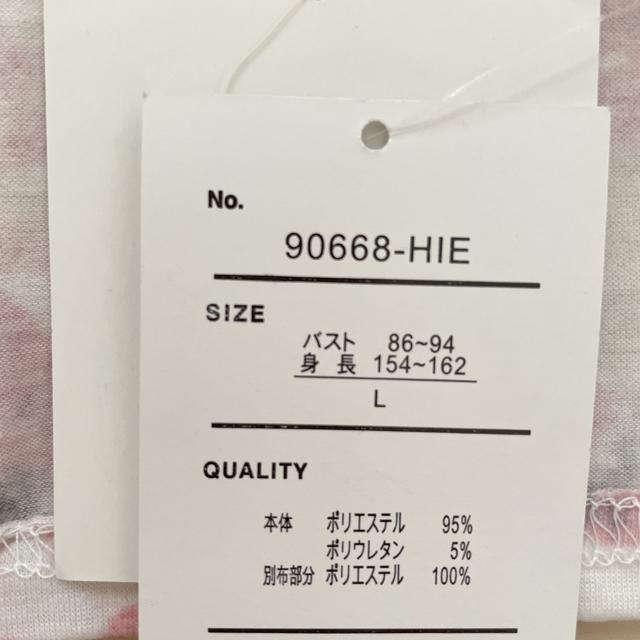 No.
90668-HIE
SIZE
バスト 86~94
身 長 154~162
L
QUALITY
本体 ポリエステル 95%
ポリウレタン 5%
別布部分 ポリエステル 100%